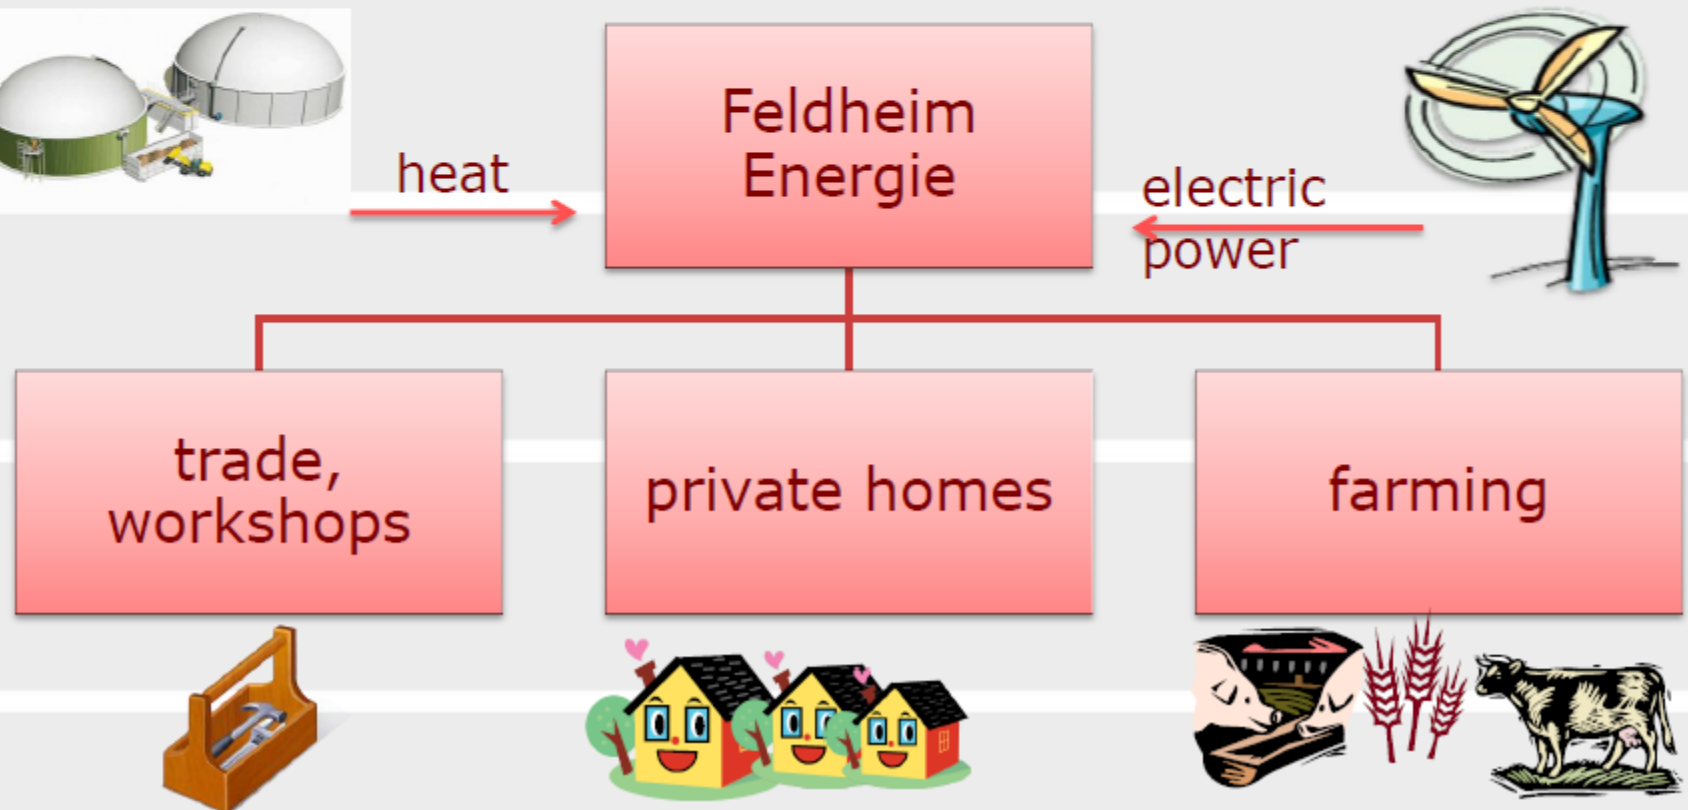 Feldheim
Energie
heat
electric
power
trade,
workshops
private homes
farming